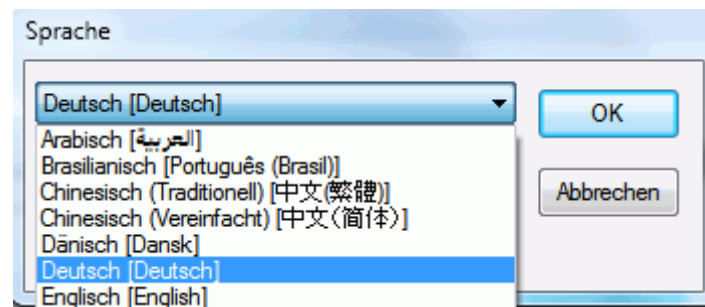 Sprache
Deutsch [Deutsch]
OK
Arabisch [العربية]
Brasilianisch [Português (Brasil)]
Chinesisch (Traditionell) [中文(繁體)]
Chinesisch (Vereinfacht) [中文(简体)]
Abbrechen
Dänisch [Dansk]
Deutsch [Deutsch]
Englisch [English]